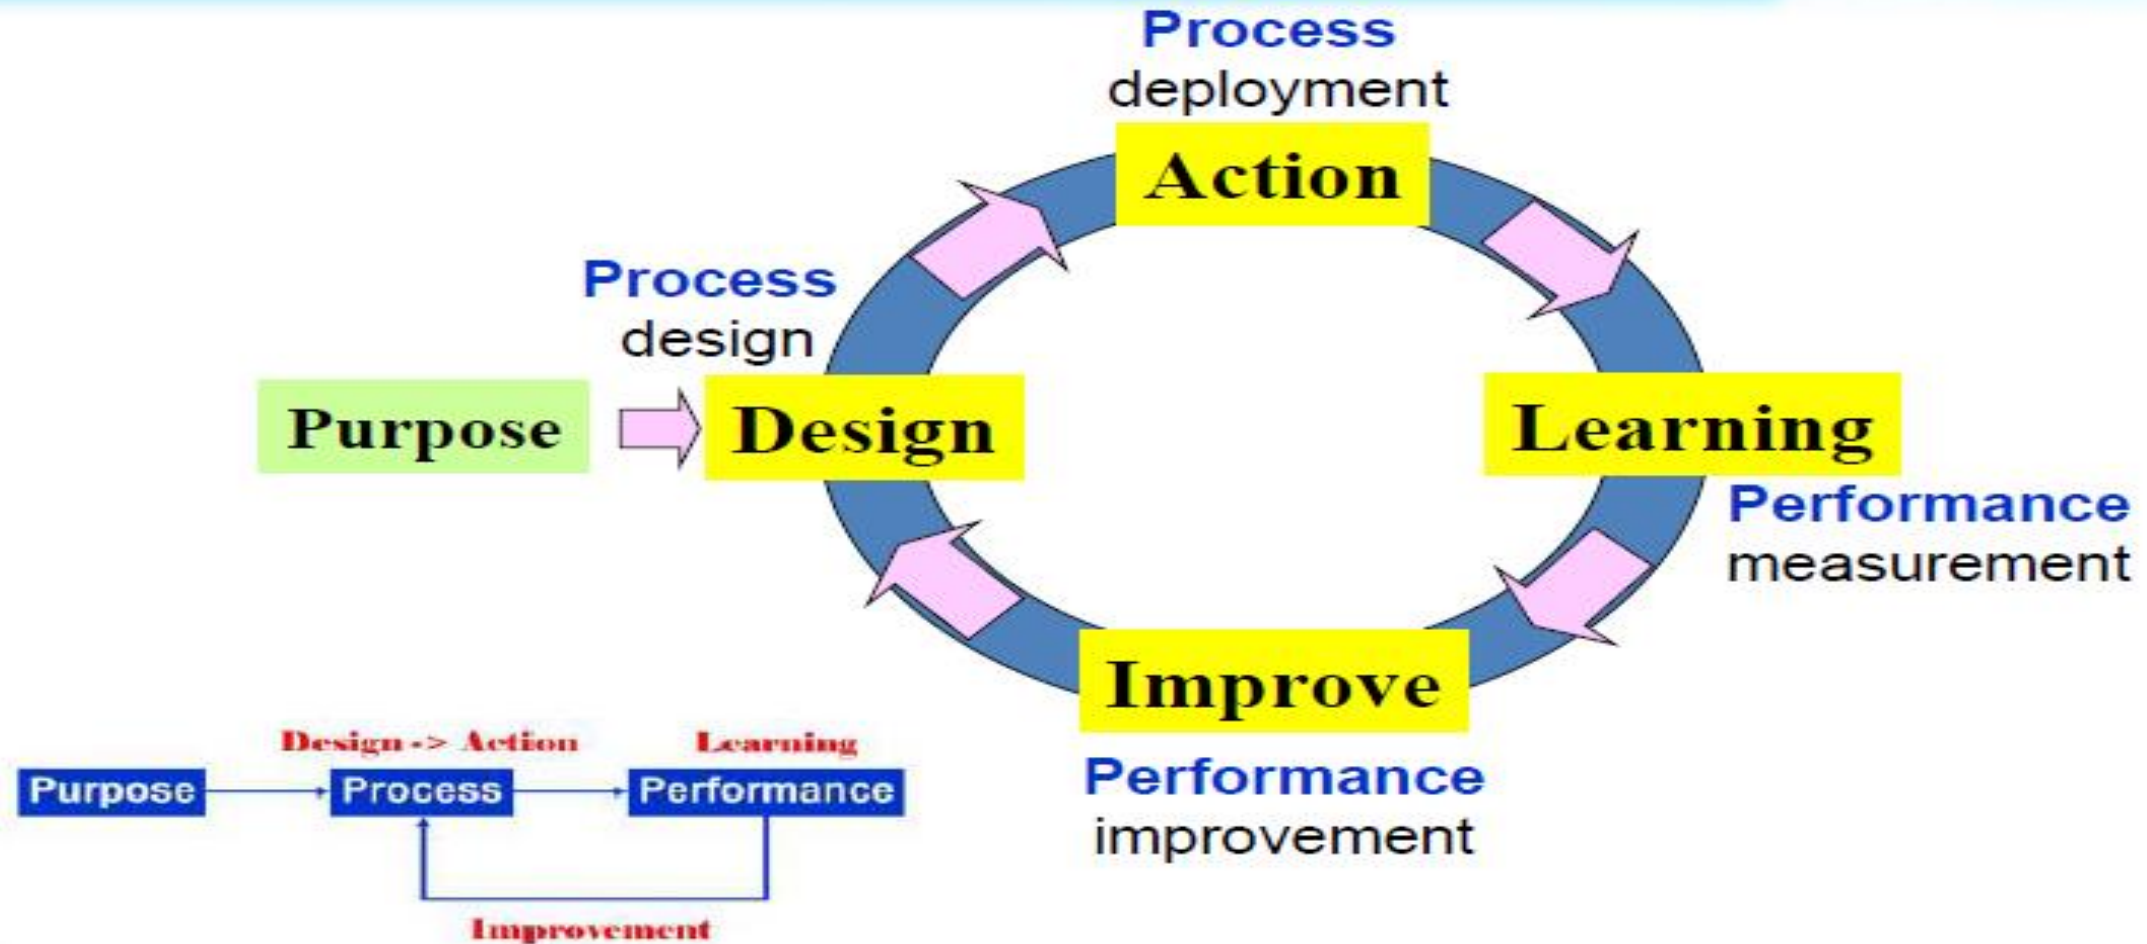 Process
deployment
Action
Process
design
Purpose
Design
Learning
Performance
measurement
Improve
Performance
improvement
Design -> Action
Learning
Purpose
Process
Performance
Improvement